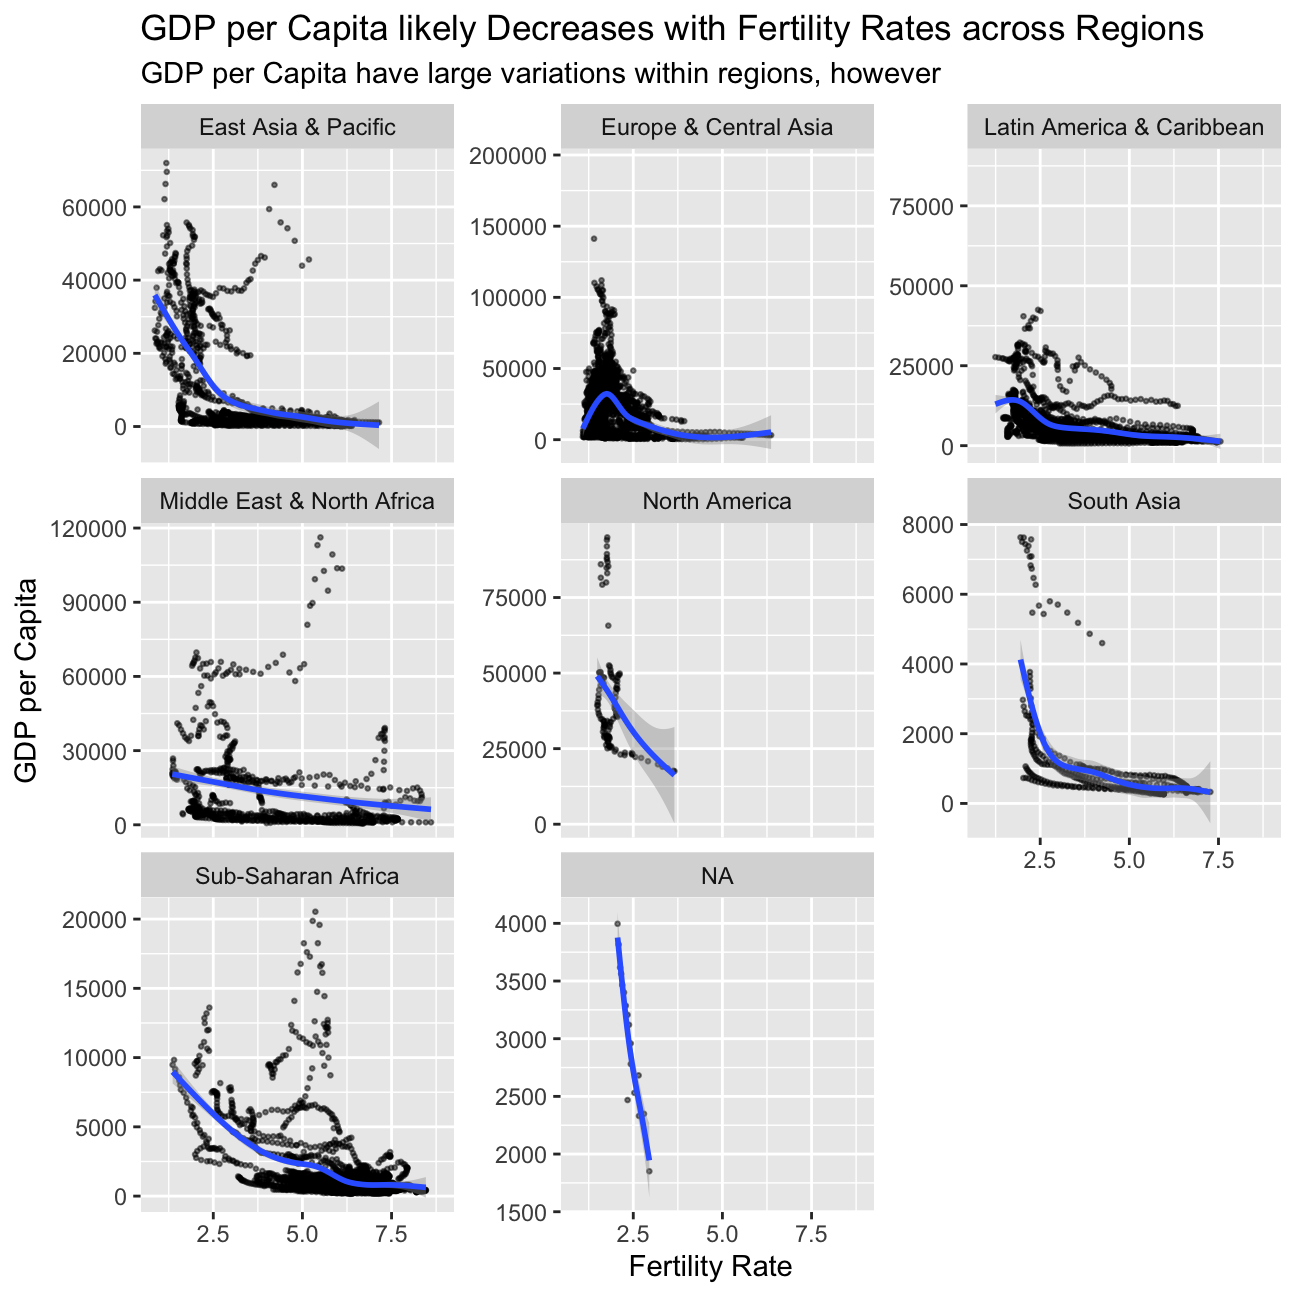 GDP per Capita likely Decreases with Fertility Rates across Regions
GDP per Capita have large variations within regions, however
East Asia & Pacific
Europe & Central Asia
Latin America & Caribbean
60000
40000
20000
0
200000
150000
100000
50000
0
75000
50000
25000
0
Middle East & North Africa
North America
South Asia
120000
90000
60000
30000
0
75000
50000
25000
0
8000
6000
4000
2000
0
2.5 5.0 7.5
GDP per Capita
Sub-Saharan Africa
NA
20000
15000
10000
5000
0
4000
3500
3000
2500
2000
1500
2.5 5.0 7.5
2.5 5.0 7.5
Fertility Rate